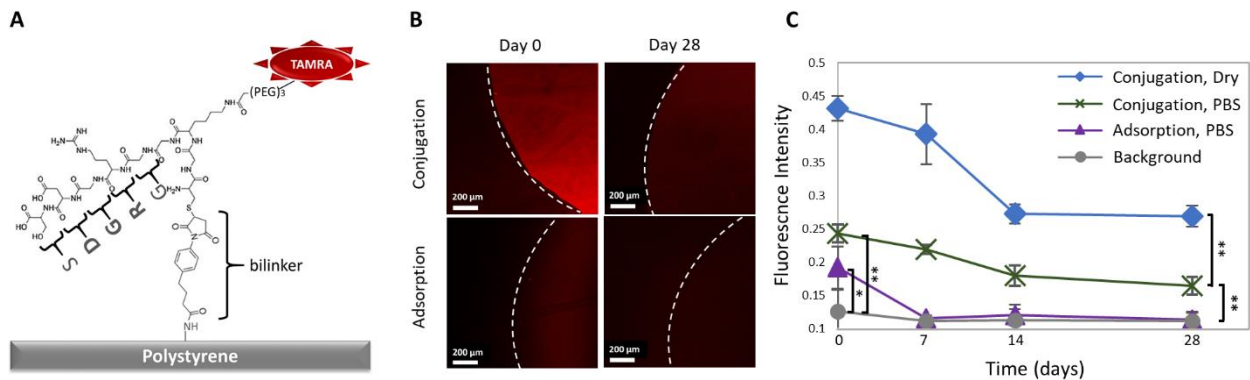 A
TAMRA
(PEG)3
S D G R G
bilinker
Polystyrene
B
Day 0
Day 28
Conjugation
Adsorption
200 µm
200 µm
200 µm
200 µm
C
Fluorescnce Intensity
0.5
0.45
0.4
0.35
0.3
0.25
0.2
0.15
0.1
0
7
14
28
Time (days)
Conjugation, Dry
Conjugation, PBS
Adsorption, PBS
Background
*
**
**
**